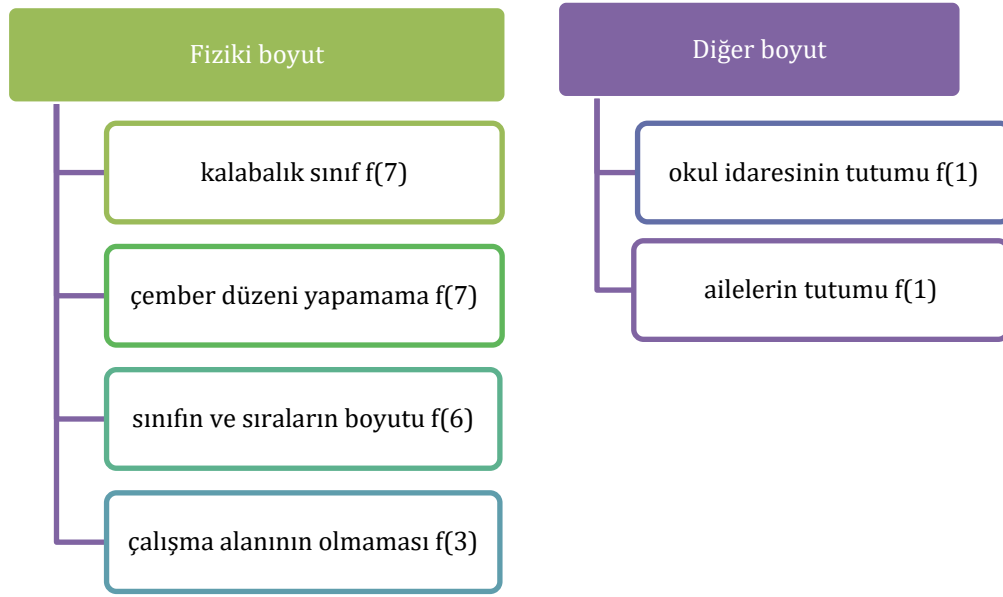 Fiziki boyut
kalabalık sınıf f(7)
çember düzeni yapamama f(7)
sınıfın ve sıraların boyutu f(6)
çalışma alanının olmaması f(3)
Diğer boyut
okul idaresinin tutumu f(1)
ailelerin tutumu f(1)